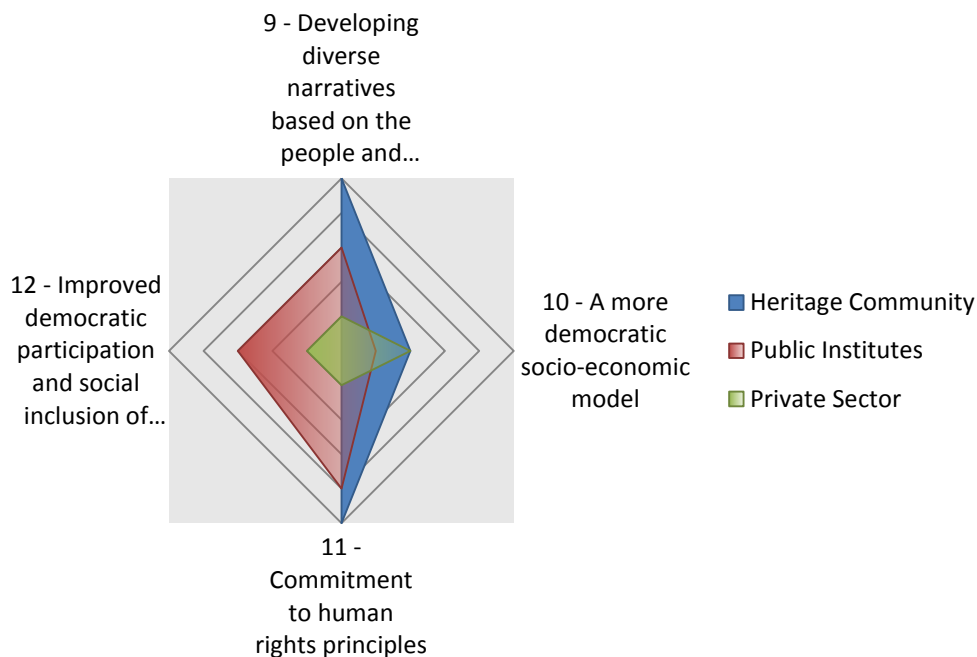 9 - Developing
diverse
narratives
based on the
people and…
12 - Improved
democratic
participation
and social
inclusion of…
10 - A more
democratic
socio-economic
model
Heritage Community
Public Institutes
Private Sector
11 -
Commitment
to human
rights principles